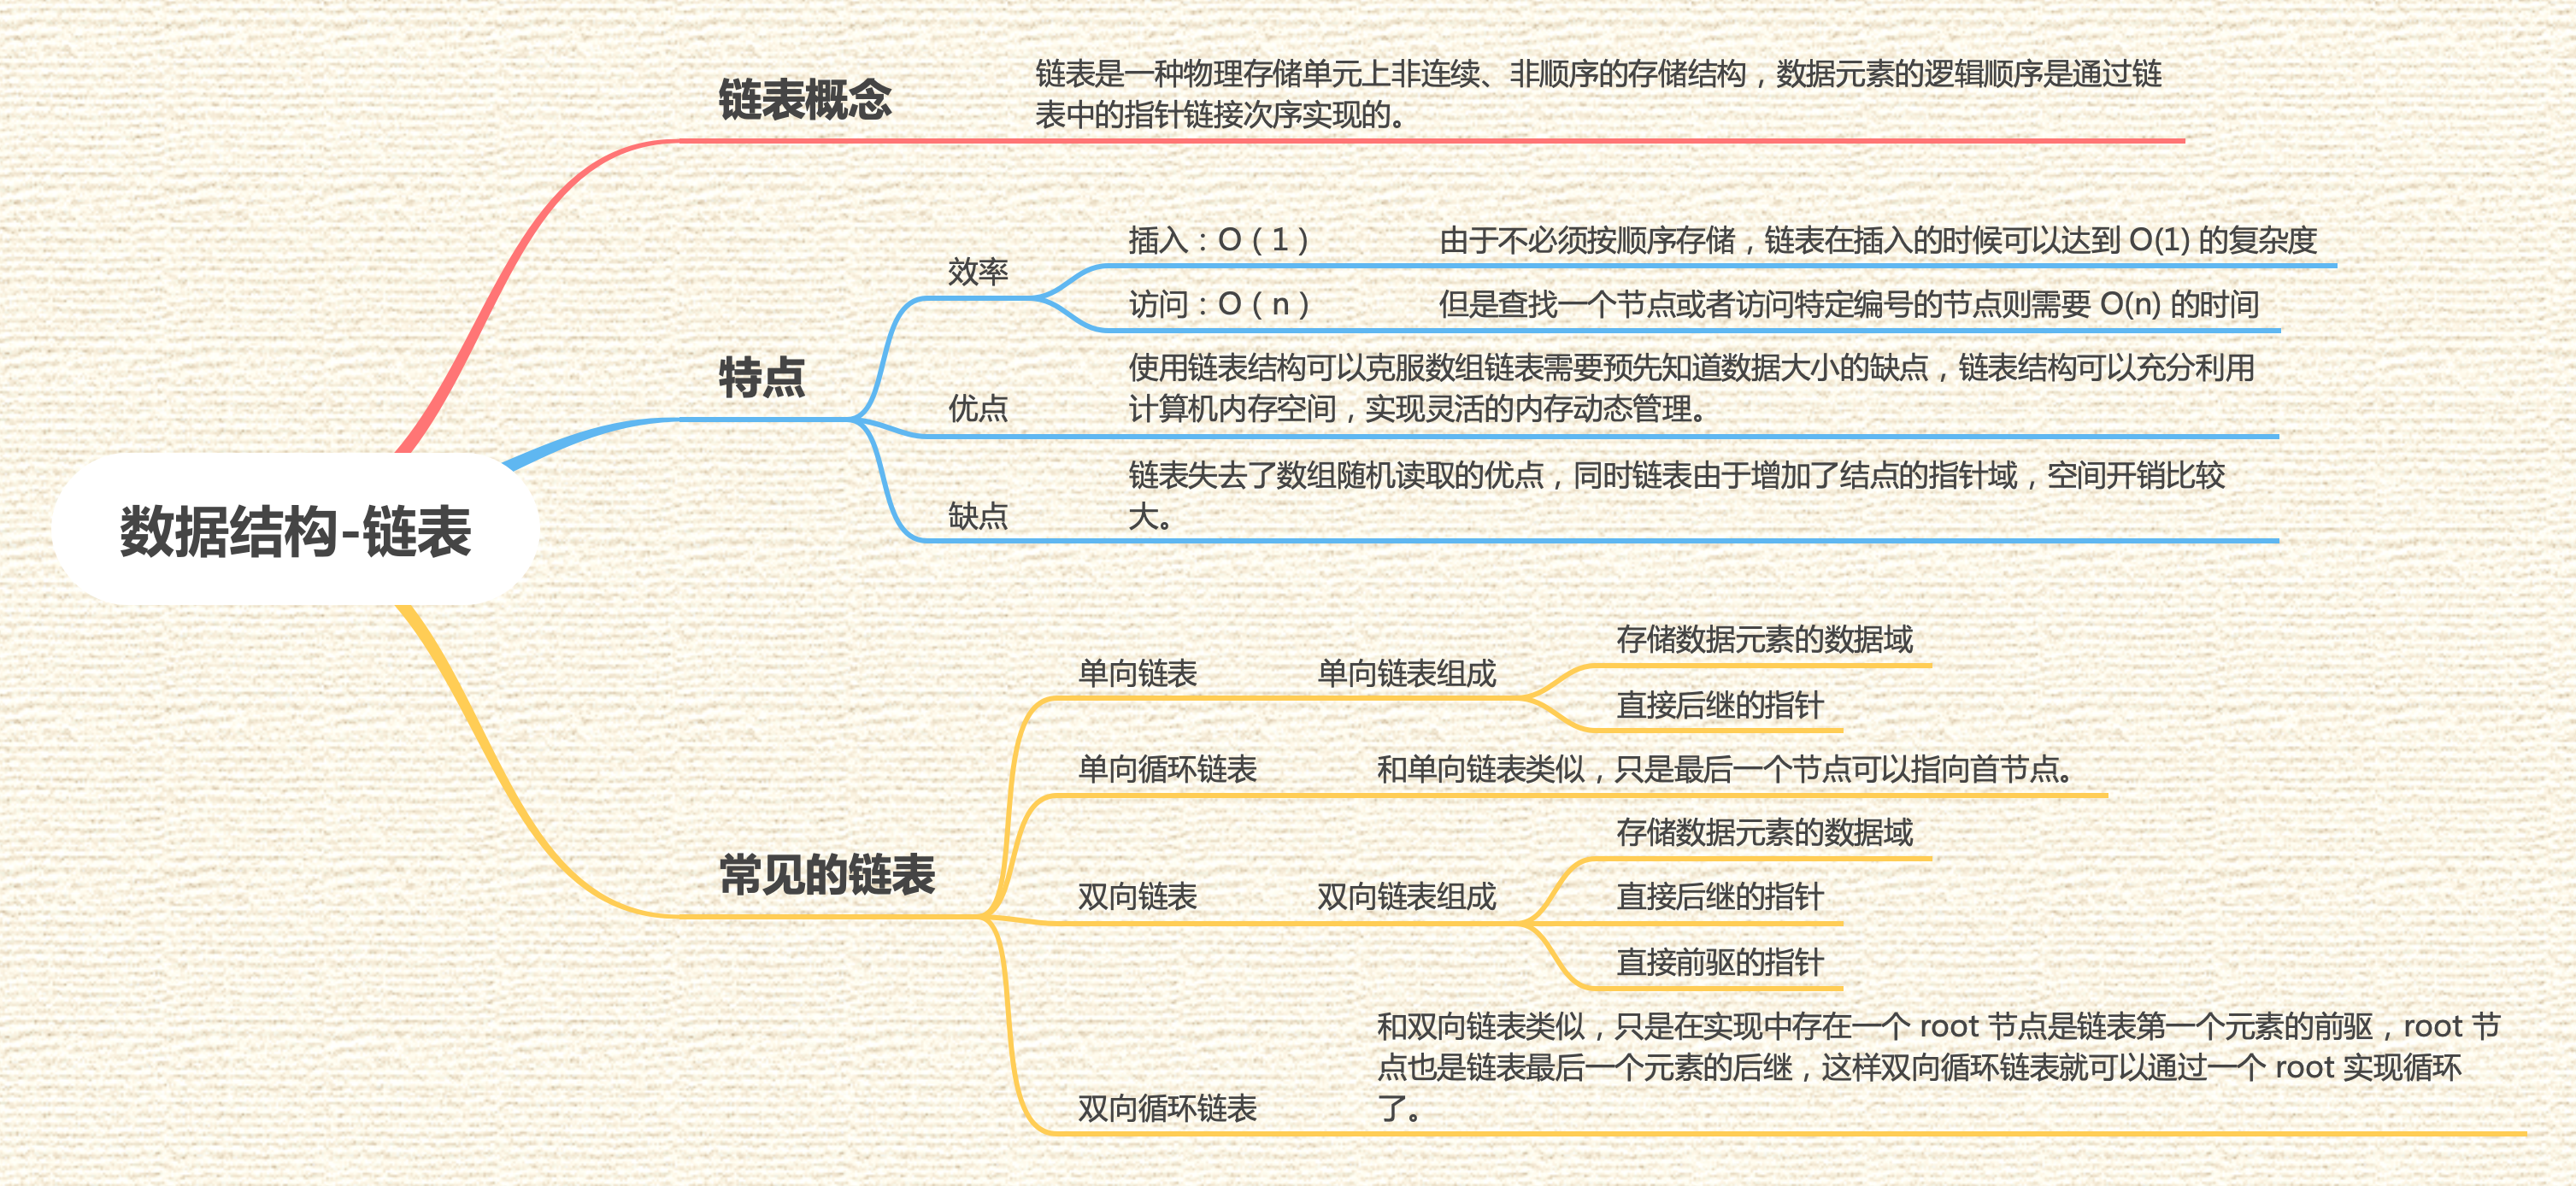 数据结构-链表
链表概念
链表是一种物理存储单元上非连续、非顺序的存储结构，数据元素的逻辑顺序是通过链
表中的指针链接次序实现的。
特点
效率
插入：O（1）
由于不必须按顺序存储，链表在插入的时候可以达到 O(1) 的复杂度
访问：O（n）
但是查找一个节点或者访问特定编号的节点则需要 O(n) 的时间
优点
使用链表结构可以克服数组链表需要预先知道数据大小的缺点，链表结构可以充分利用
计算机内存空间，实现灵活的内存动态管理。
缺点
链表失去了数组随机读取的优点，同时链表由于增加了结点的指针域，空间开销比较
大。
常见的链表
单向链表
单向链表组成
存储数据元素的数据域
直接后继的指针
单向循环链表
和单向链表类似，只是最后一个节点可以指向首节点。
双向链表
双向链表组成
存储数据元素的数据域
直接后继的指针
直接前驱的指针
双向循环链表
和双向链表类似，只是在实现中存在一个 root 节点是链表第一个元素的前驱，root 节
点也是链表最后一个元素的后继，这样双向循环链表就可以通过一个 root 实现循环
了。